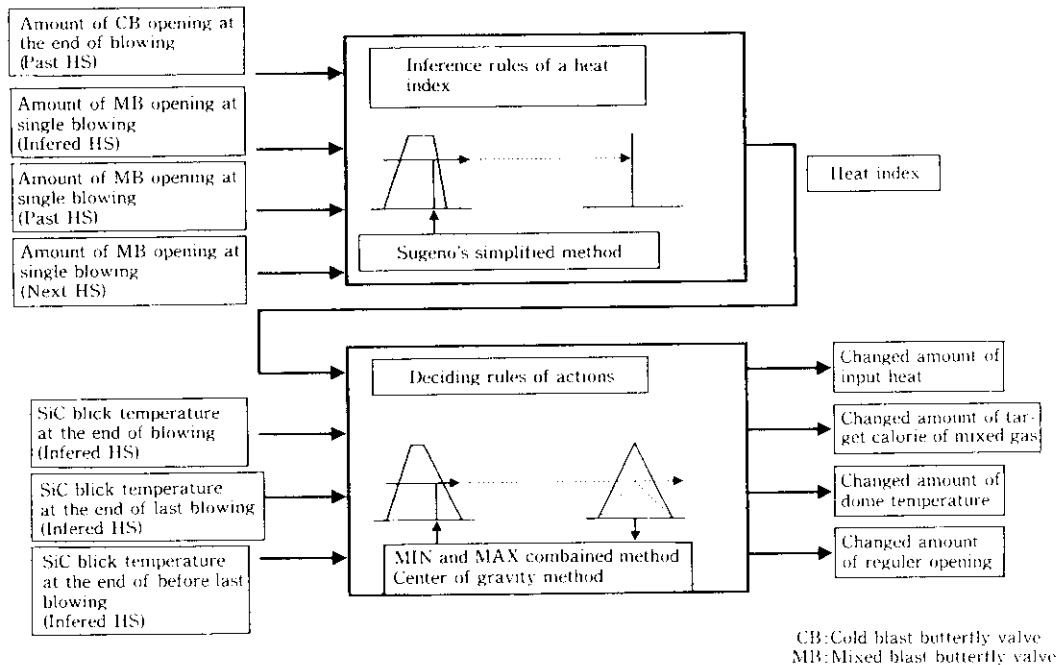 Amount of CB opening at
the end of blowing
(Past HS)
Amount of MB opening at
single blowing
(Infered HS)
Amount of MB opening at
single blowing
(Past HS)
Amount of MB opening at
single blowing
(Next HS)
Inference rules of a heat
index
Sugeno's simplified method
Heat index
SiC blick temperature
at the end of blowing
(Infered HS)
SiC blick temperature
at the end of last blowing
(Infered HS)
SiC blick temperature
at the end of before last
blowing
(Infered HS)
Deciding rules of actions
MIN and MAX combained method
Center of gravity method
Changed amount of
input heat
Changed amount of tar-
get calorie of mixed gas
Changed amount of
dome temperature
Changed amount
of reguler opening
CB:Cold blast butterfly valve
MB:Mixed blast butterfly valve